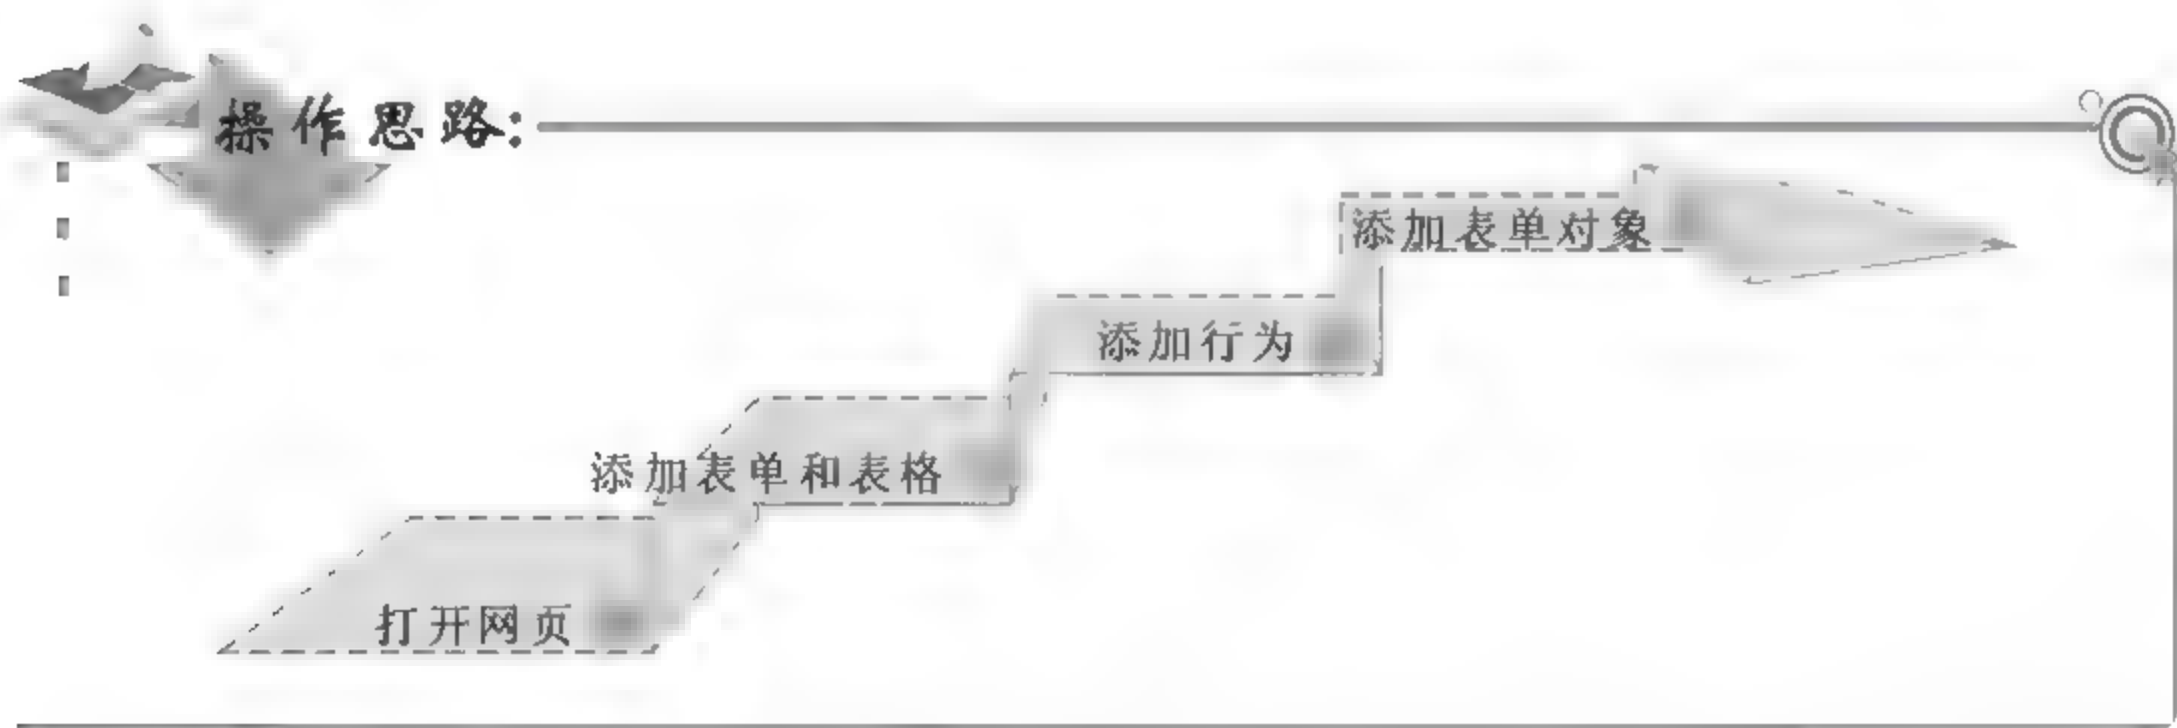 操作思路:
添加表单对象
添加行为
添加表单和表格
打开网页